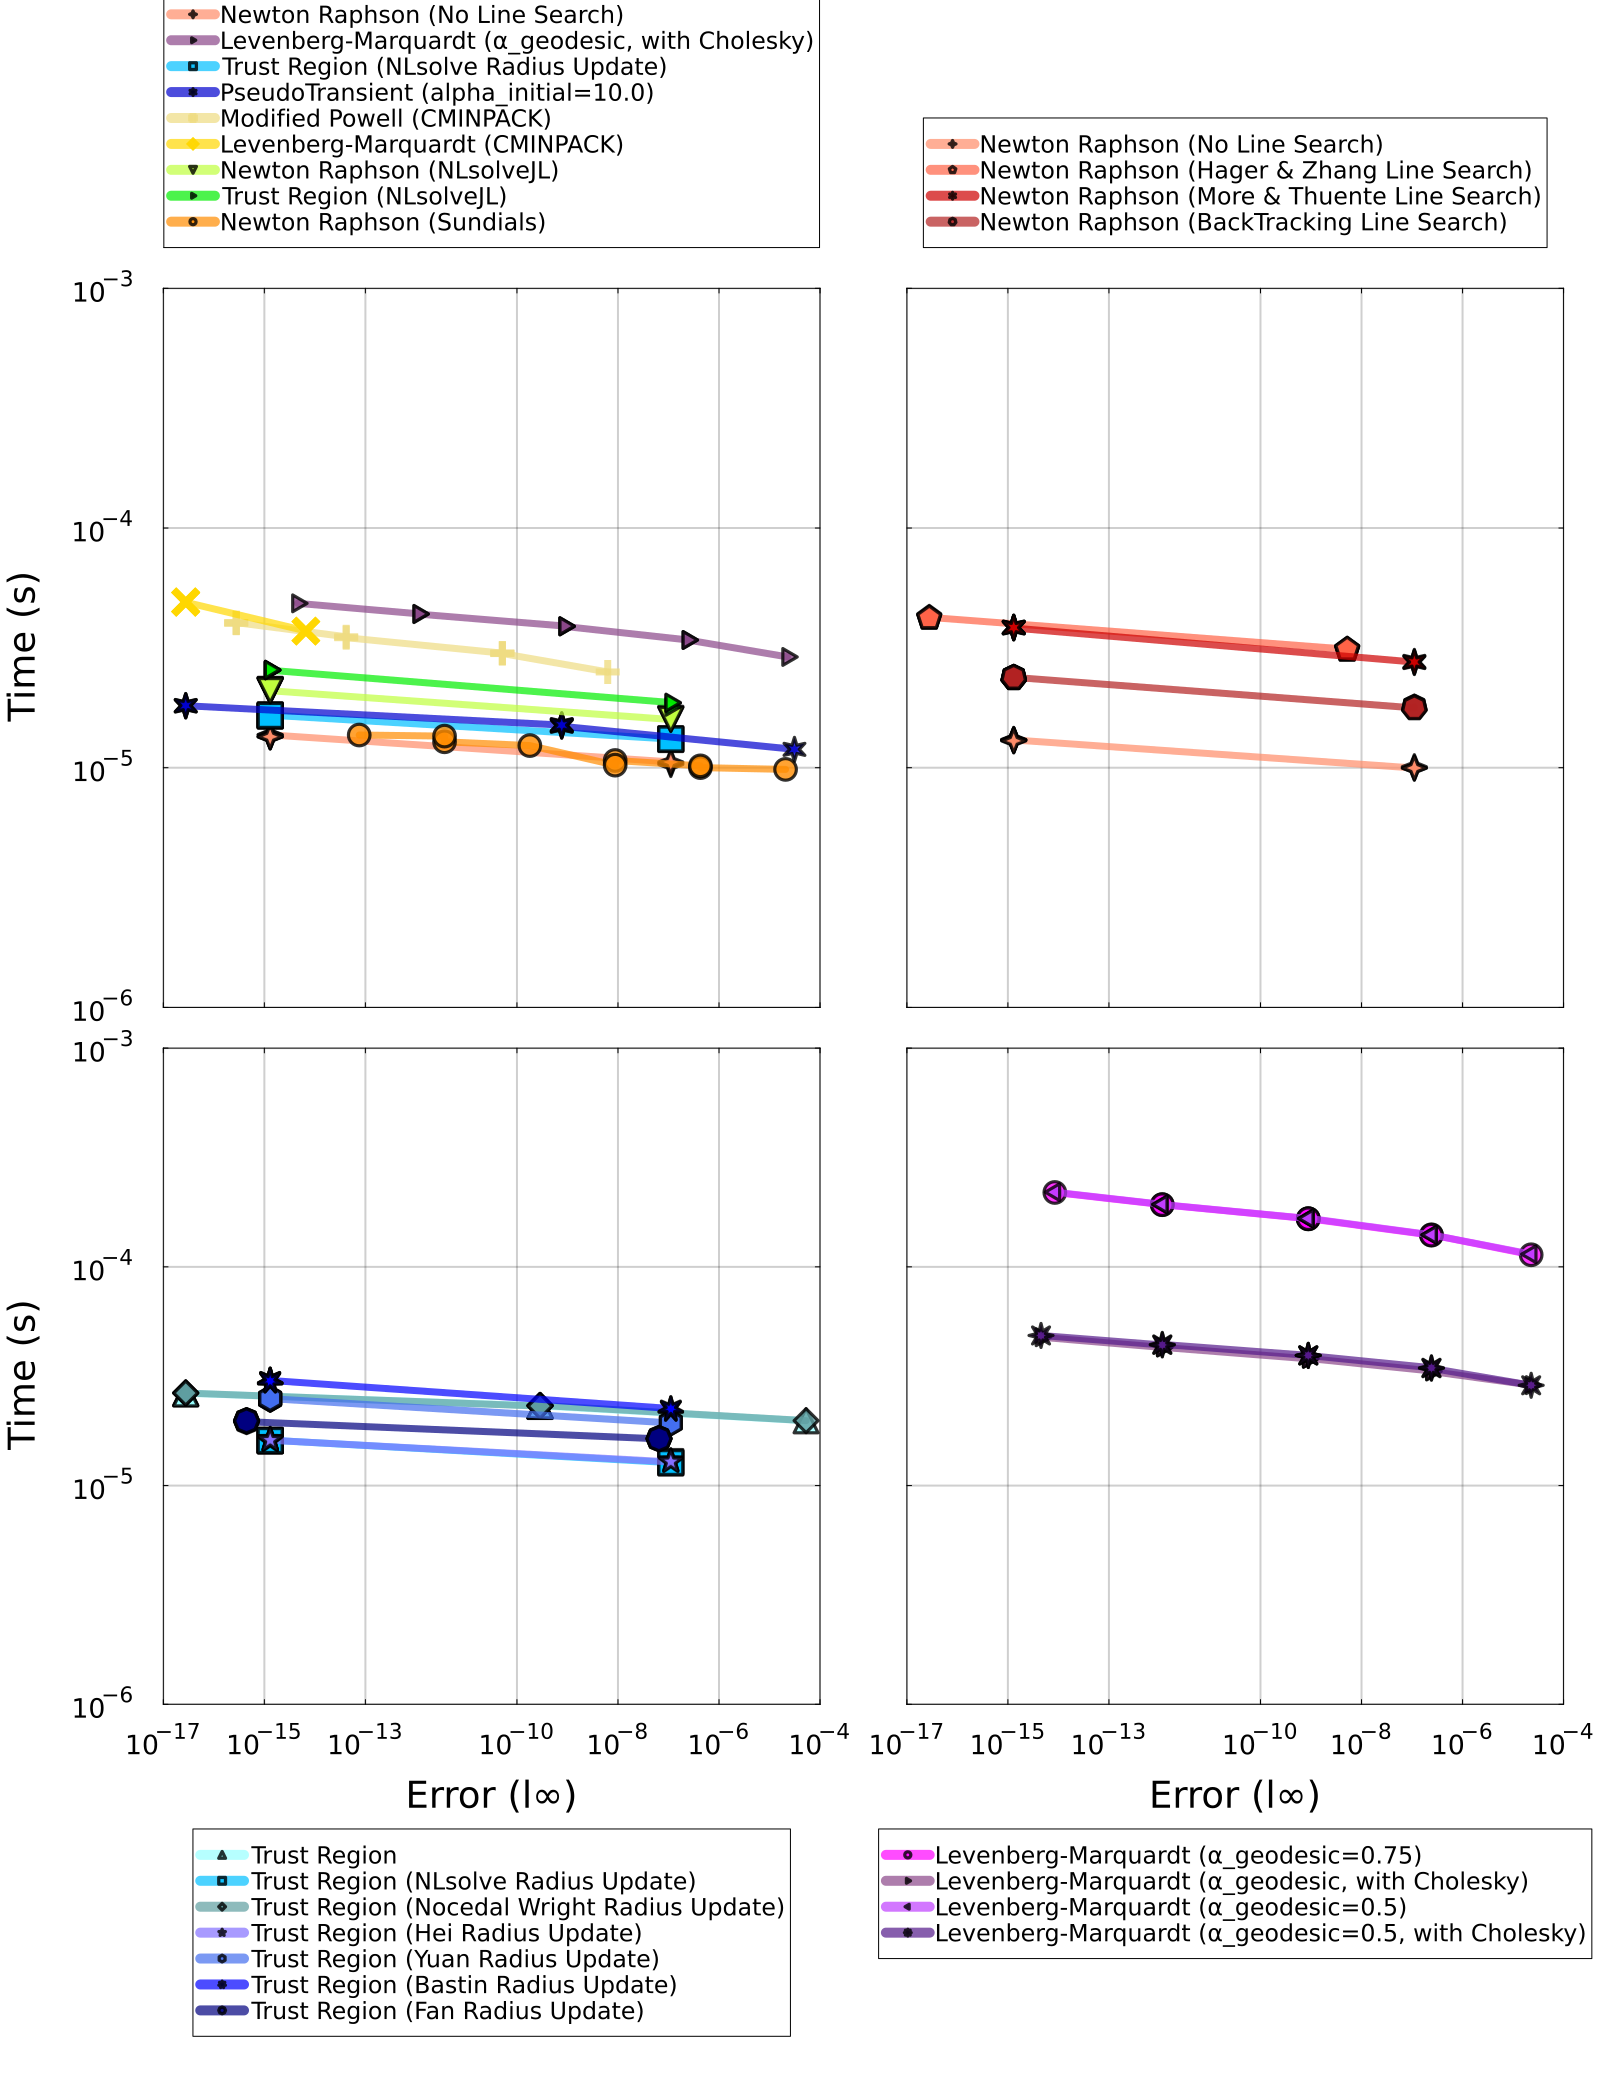 Newton Raphson (No Line Search)
Levenberg-Marquardt (α_geodesic, with Cholesky)
Trust Region (NLsolve Radius Update)
PseudoTransient (alpha_initial=10.0)
Modified Powell (CMINPACK)
Levenberg-Marquardt (CMINPACK)
Newton Raphson (NLsolveJL)
Trust Region (NLsolveJL)
Newton Raphson (Sundials)
Newton Raphson (No Line Search)
Newton Raphson (Hager & Zhang Line Search)
Newton Raphson (More & Thuente Line Search)
Newton Raphson (BackTracking Line Search)
10⁻³
10⁻⁴
10⁻⁵
10⁻⁶
Time (s)
10⁻³
10⁻⁴
10⁻⁵
10⁻⁶
Time (s)
10⁻¹⁷ 10⁻¹⁵ 10⁻¹³ 10⁻¹⁰ 10⁻⁸ 10⁻⁶ 10⁻⁴
Error (l∞)
10⁻¹⁷ 10⁻¹⁵ 10⁻¹³ 10⁻¹⁰ 10⁻⁸ 10⁻⁶ 10⁻⁴
Error (l∞)
Trust Region
Trust Region (NLsolve Radius Update)
Trust Region (Nocedal Wright Radius Update)
Trust Region (Hei Radius Update)
Trust Region (Yuan Radius Update)
Trust Region (Bastin Radius Update)
Trust Region (Fan Radius Update)
Levenberg-Marquardt (α_geodesic=0.75)
Levenberg-Marquardt (α_geodesic, with Cholesky)
Levenberg-Marquardt (α_geodesic=0.5)
Levenberg-Marquardt (α_geodesic=0.5, with Cholesky)